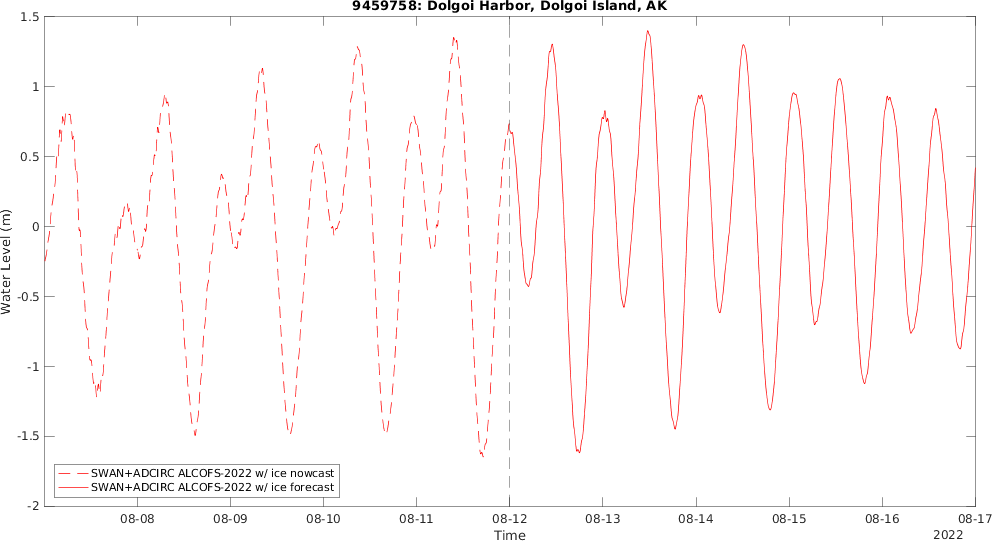 9459758: Dolgoi Harbor, Dolgoi Island, AK
1.5
1
0.5
0
-0.5
-1
-1.5
-2
Water Level (m)
SWAN+ADCIRC ALCOFS-2022 w/ ice nowcast
SWAN+ADCIRC ALCOFS-2022 w/ ice forecast
08-08 08-09 08-10 08-11 08-12 08-13 08-14 08-15 08-16 08-17
Time
2022